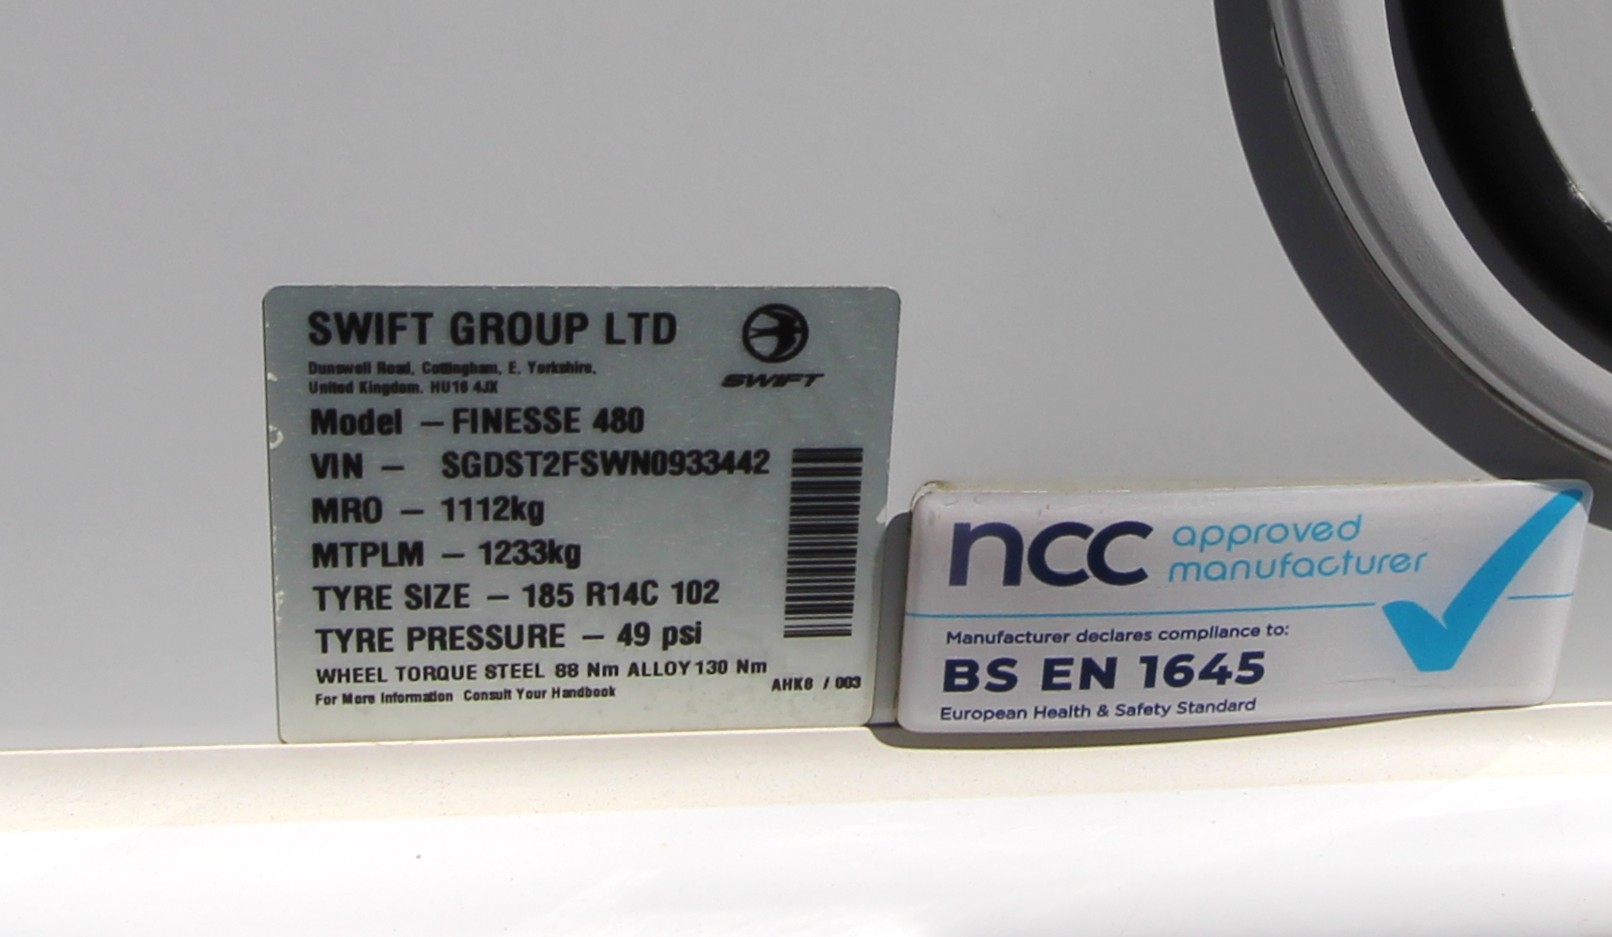 SWIFT GROUP LTD
Dunswell Road, Cottingham, E. Yorkshire,
United Kingdom. HU16 4JX
SWIFT
Model – FINESSE 480
VIN – SGDST2FSWN0933442
MRO – 1112kg
MTPLM – 1233kg
TYRE SIZE – 185 R14C 102
TYRE PRESSURE – 49 psi
WHEEL TORQUE STEEL 88 Nm ALLOY 130 Nm
For More Information Consult Your Handbook
AHK8 / 003
ncc approved manufacturer
Manufacturer declares compliance to:
BS EN 1645
European Health & Safety Standard